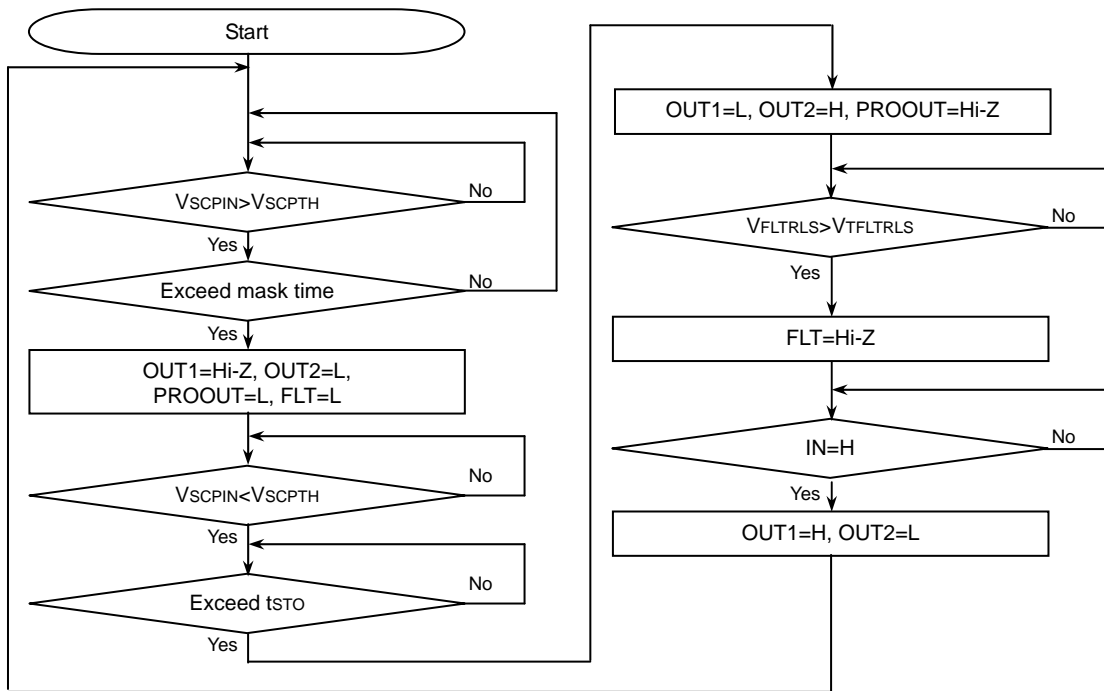 Start
VSCPIN>VSCPTH
No
Yes
Exceed mask time
No
Yes
OUT1=Hi-Z, OUT2=L,
PROOUT=L, FLT=L
VSCPIN<VSCPTH
No
Yes
Exceed tSTO
No
Yes
OUT1=L, OUT2=H, PROOUT=Hi-Z
VFLTRLS>VTFLTRLS
No
Yes
FLT=Hi-Z
IN=H
No
Yes
OUT1=H, OUT2=L